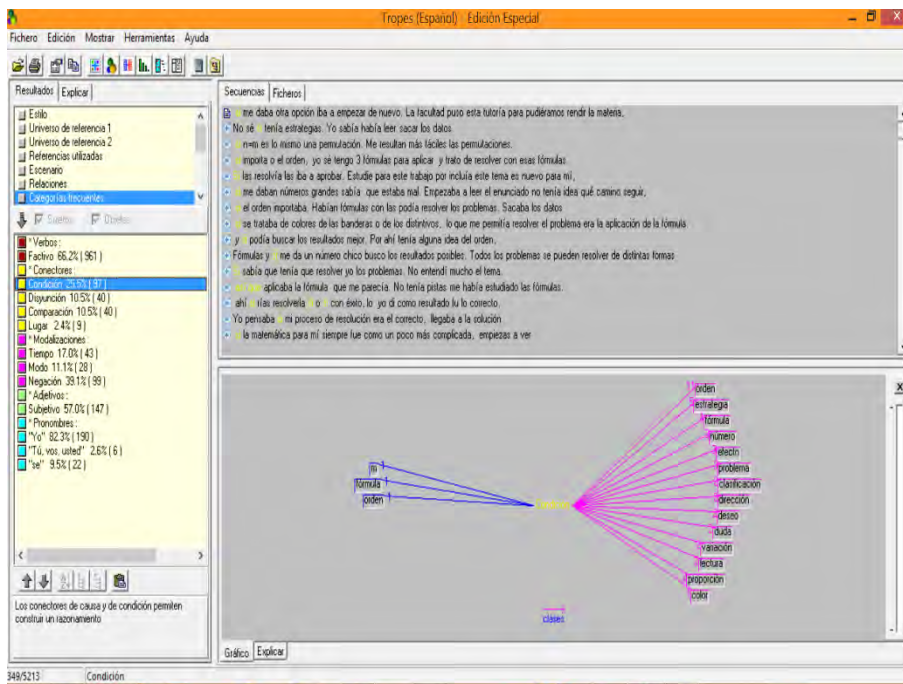 Tropes (Español) Edición Especial
Fichero Edición Mostrar Herramientas Ayuda
Resultados Explicar
Estilo
Universo de referencia 1
Universo de referencia 2
Referencias utilizadas
Escenario
Relaciones
Categorías frecuentes
Sujetos Objetos
* Verbos :
Factivo 66.2% ( 961 )
* Conectores :
Condición 25.5% ( 97 )
Disyunción 10.5% ( 40 )
Comparación 10.5% ( 40 )
Lugar 2.4% ( 9 )
* Modalizaciones
Tiempo 17.0% ( 43 )
Modo 11.1% ( 28 )
Negación 39.1% ( 99 )
* Adjetivos :
Subjetivo 57.0% ( 147 )
* Pronombres :
"Yo" 82.3% ( 190 )
"Tú, vos, usted" 2.6% ( 6 )
"se" 9.5% ( 22 )
Los conectores de causa y de condición permiten
construir un razonamiento
Secuencias Ficheros
me daba otra opción iba a empezar de nuevo. La facultad puso esta tutoría para pudiéramos rendir la materia,
No sé tenía estrategias. Yo sabía había leer sacar los datos
n=m es lo mismo una permutación. Me resultan más fáciles las permutaciones.
importa o el orden, yo sé tengo 3 fórmulas para aplicar y trato de resolver con esas fórmulas.
las resolvía las iba a aprobar. Estudie para este trabajo por incluía este tema es nuevo para mí,
me daban números grandes sabía que estaba mal. Empezaba a leer el enunciado no tenía idea qué camino seguir,
el orden importaba. Habían fórmulas con las podía resolver los problemas. Sacaba los datos
se trataba de colores de las banderas o de los distintivos, lo que me permitía resolver el problema era la aplicación de la fórmula
y podía buscar los resultados mejor. Por ahí tenía alguna idea del orden,
Fórmulas y me da un número chico busco los resultados posibles. Todos los problemas se pueden resolver de distintas formas
sabía que tenía que resolver yo los problemas. No entendí mucho el tema.
aplicaba la fórmula que me parecía. No tenía pistas me había estudiado las fórmulas.
ahí rías resolverla o con éxito, lo yo di como resultado fu lo correcto,
Yo pensaba mi proceso de resolución era el correcto, llegaba a la solución
la matemática para mí siempre fue como un poco más complicada, empiezas a ver
m
fórmula
orden
orden
estrategia
fórmula
número
efecto
problema
clasificación
dirección
deseo
duda
variación
lectura
proporción
color
clases
Gráfico Explicar
349/5213 Condición